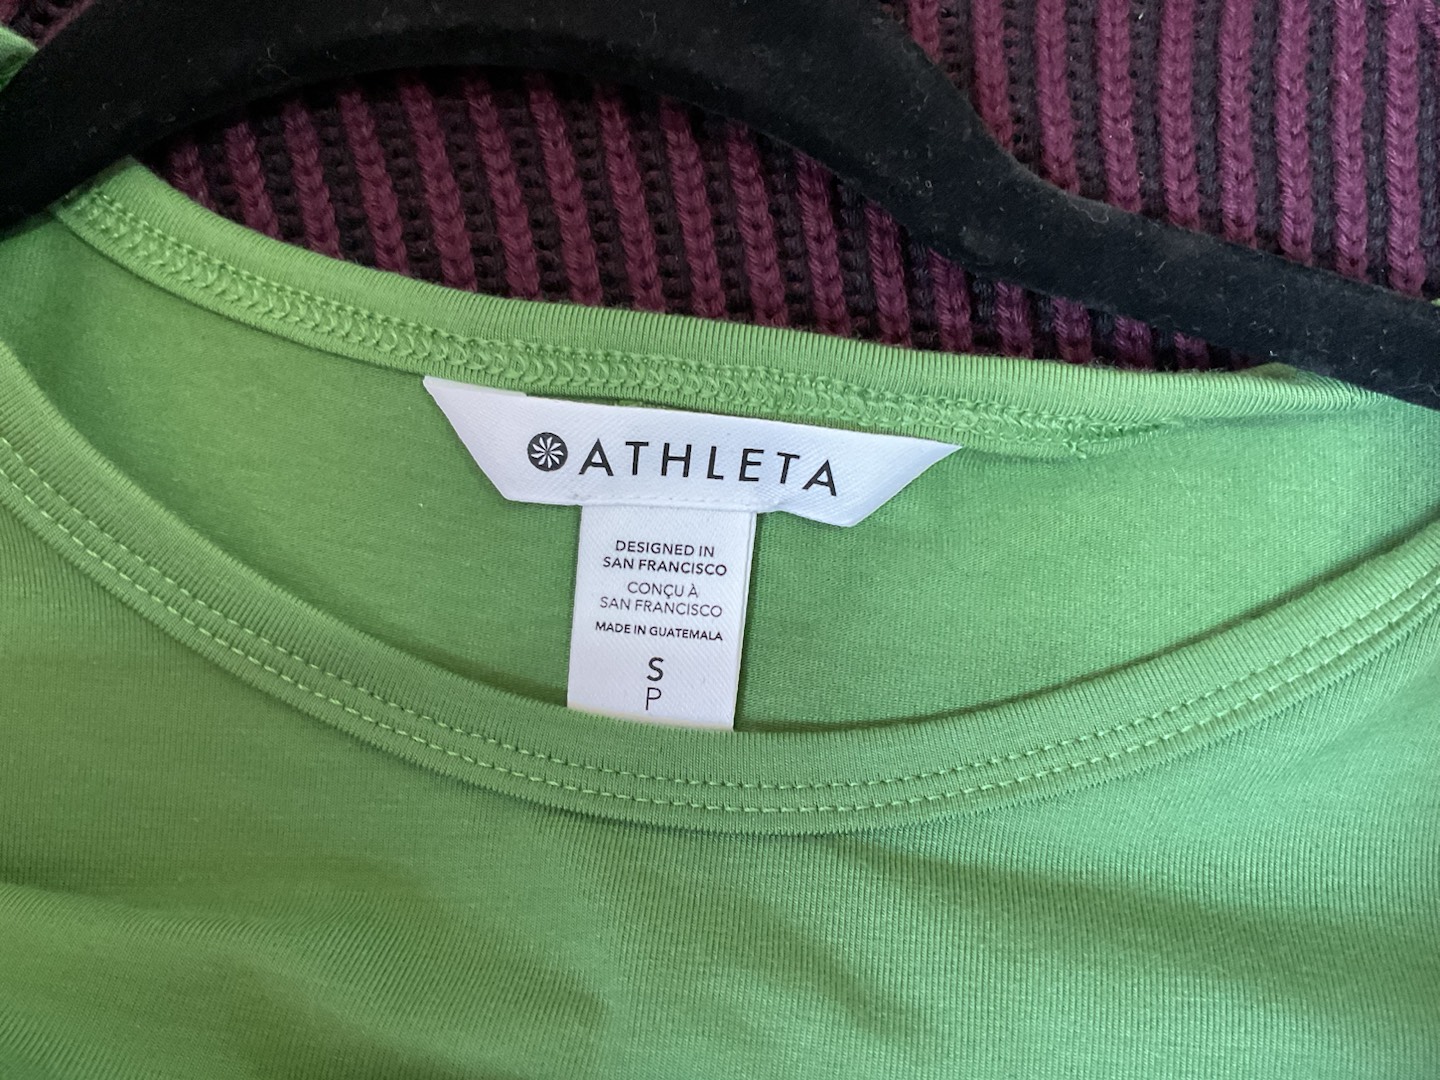 ATHLETA
DESIGNED IN
SAN FRANCISCO
CONÇU À
SAN FRANCISCO
MADE IN GUATEMALA
S
P